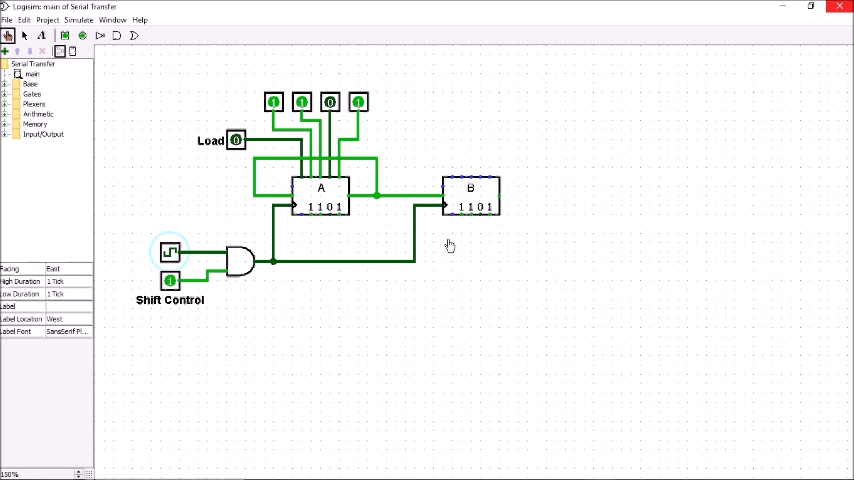 Logisim: main of Serial Transfer
File Edit Project Simulate Window Help
A
Serial Transfer
main
Base
Gates
Plexers
Arithmetic
Memory
Input/Output
1 1 0 1
Load 0
A
1 1 0 1
B
1 1 0 1
1
Shift Control
Facing East
High Duration 1 Tick
Low Duration 1 Tick
Label
Label Location West
Label Font SansSerif Pl...
150%